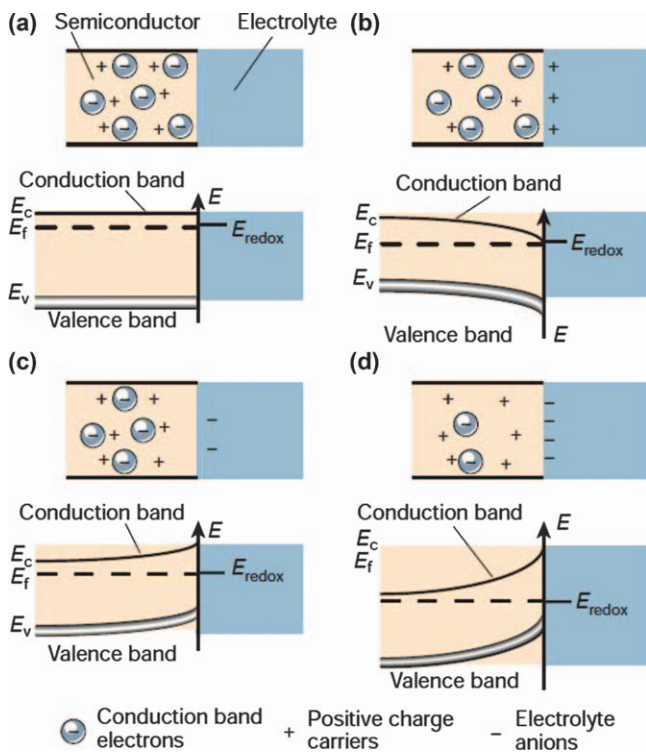 (a) Semiconductor Electrolyte (b)
Conduction band
E
Ec
Ef
Eredox
Ev
Valence band
Conduction band
Ec
Ef
Eredox
Ev
Valence band
E
(c) (d)
Conduction band
E
Ec
Ef
Eredox
Ev
Valence band
Conduction band
E
Ec
Ef
Eredox
Valence band
Conduction band + Positive charge − Electrolyte
electrons carriers anions